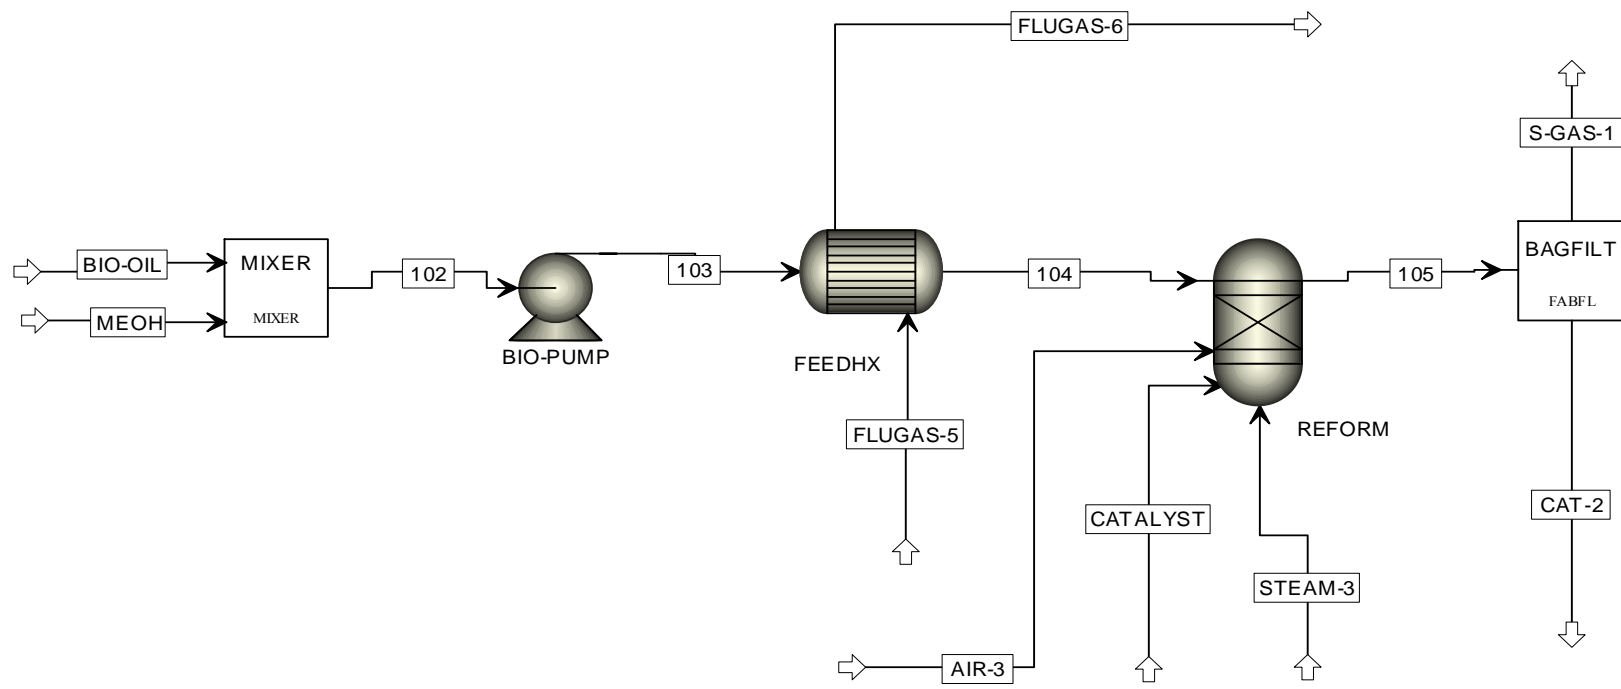 FLUGAS-6
S-GAS-1
BIO-OIL
MEOH
MIXER
MIXER
102
BIO-PUMP
103
FEEDHX
FLUGAS-5
104
REFORM
105
BAGFILT
FABFL
CATALYST
STEAM-3
AIR-3
CAT-2